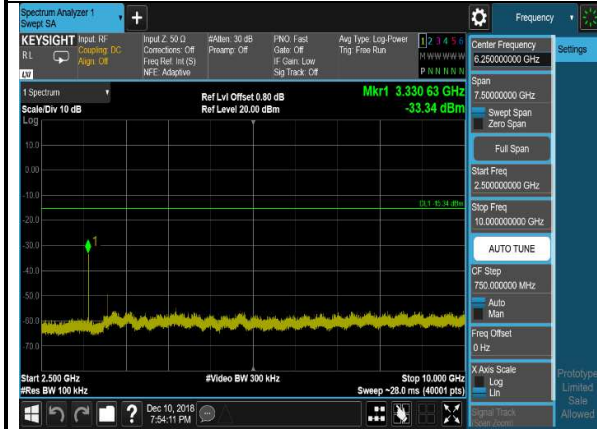 Spectrum Analyzer 1
Swept SA
+
Frequency
KEYSIGHT
RL
LXI
Input: RF
Coupling: DC
Align: Off
Input Z: 50 Ω
Corrections: Off
Freq Ref: Int (S)
NFE: Adaptive
#Atten: 30 dB
Preamp: Off
PNO: Fast
Gate: Off
IF Gain: Low
Sig Track: Off
Avg Type: Log-Power
Trig: Free Run
1 2 3 4 5 6
M W W W W W
P N N N N N
1 Spectrum
Scale/Div 10 dB
Log
Ref Lvl Offset 0.80 dB
Ref Level 20.00 dBm
Mkr1 3.330 63 GHz
-33.34 dBm
10.0
0.00
-10.0
-20.0
-30.0
-40.0
-50.0
-60.0
-70.0
1
Start 2.500 GHz
#Res BW 100 kHz
#Video BW 300 kHz
Stop 10.000 GHz
Sweep ~28.0 ms (40001 pts)
?
Dec 10, 2018
7:54:11 PM
Center Frequency
6.250000000 GHz
Settings
Span
7.50000000 GHz
Swept Span
Zero Span
Full Span
Start Freq
2.500000000 GHz
Stop Freq
10.000000000 GHz
AUTO TUNE
CF Step
750.000000 MHz
Auto
Man
Freq Offset
0 Hz
X Axis Scale
Log
Lin
Signal Track
(Span Zoom)
Prototype
Limited
Sale
Allowed